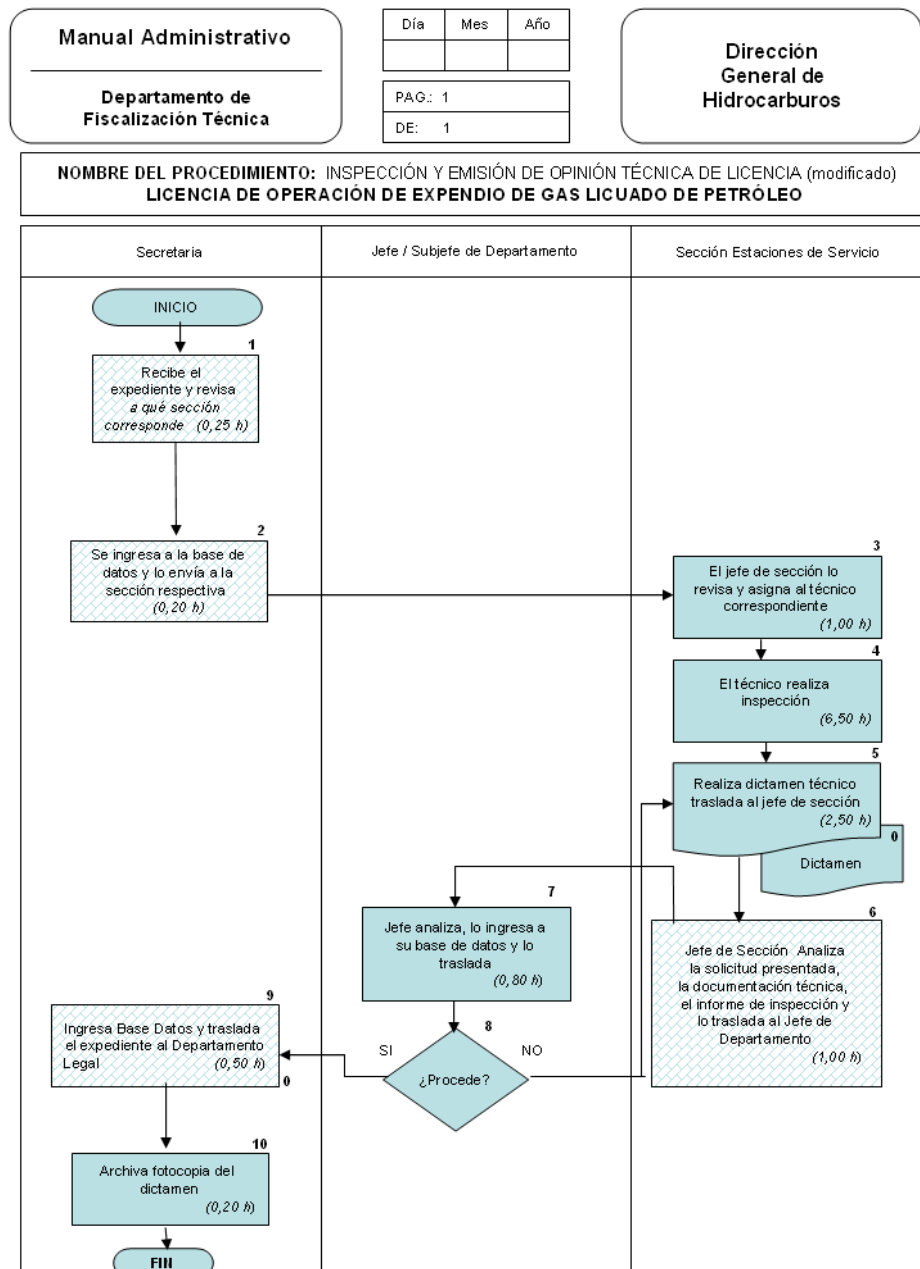 Manual Administrativo
Departamento de
Fiscalización Técnica
Día Mes Año
PAG.: 1
DE: 1
Dirección
General de
Hidrocarburos
NOMBRE DEL PROCEDIMIENTO: INSPECCIÓN Y EMISIÓN DE OPINIÓN TÉCNICA DE LICENCIA (modificado)
LICENCIA DE OPERACIÓN DE EXPENDIO DE GAS LICUADO DE PETRÓLEO
Secretaria
Jefe / Subjefe de Departamento
Sección Estaciones de Servicio
INICIO
1
Recibe el
expediente y revisa
a qué sección
corresponde (0,25 h)
2
Se ingresa a la base de
datos y lo envía a la
sección respectiva
(0,20 h)
3
El jefe de sección lo
revisa y asigna al técnico
correspondiente
(1,00 h)
4
El técnico realiza
inspección
(6,50 h)
5
Realiza dictamen técnico
traslada al jefe de sección
(2,50 h)
0
Dictamen
6
Jefe de Sección Analiza
la solicitud presentada,
la documentación técnica,
el informe de inspección y
lo traslada al Jefe de
Departamento
(1,00 h)
7
Jefe analiza, lo ingresa a
su base de datos y lo
traslada
(0,80 h)
8
SI
NO
¿Procede?
9
Ingresa Base Datos y traslada
el expediente al Departamento
Legal (0,50 h)
0
10
Archiva fotocopia del
dictamen
(0,20 h)
FIN